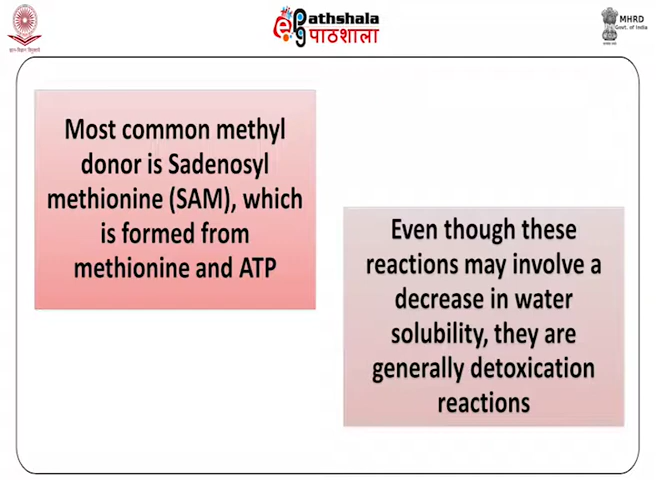 ePathshala
पाठशाला
MHRD
Govt. of India
Most common methyl
donor is Sadenosyl
methionine (SAM), which
is formed from
methionine and ATP
Even though these
reactions may involve a
decrease in water
solubility, they are
generally detoxication
reactions